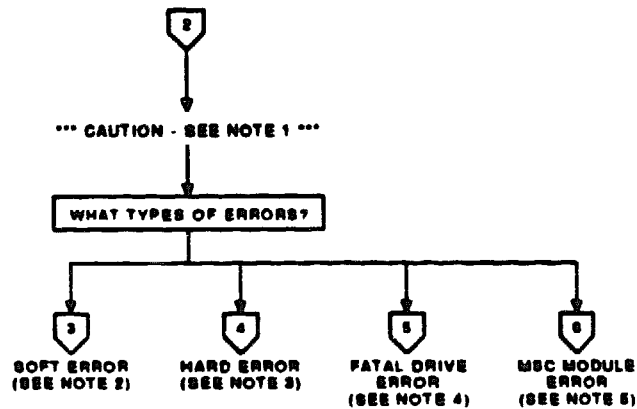 2
*** CAUTION - SEE NOTE 1 ***
WHAT TYPES OF ERRORS?
3
SOFT ERROR
(SEE NOTE 2)
4
HARD ERROR
(SEE NOTE 3)
5
FATAL DRIVE
ERROR
(SEE NOTE 4)
6
MSC MODULE
ERROR
(SEE NOTE 5)